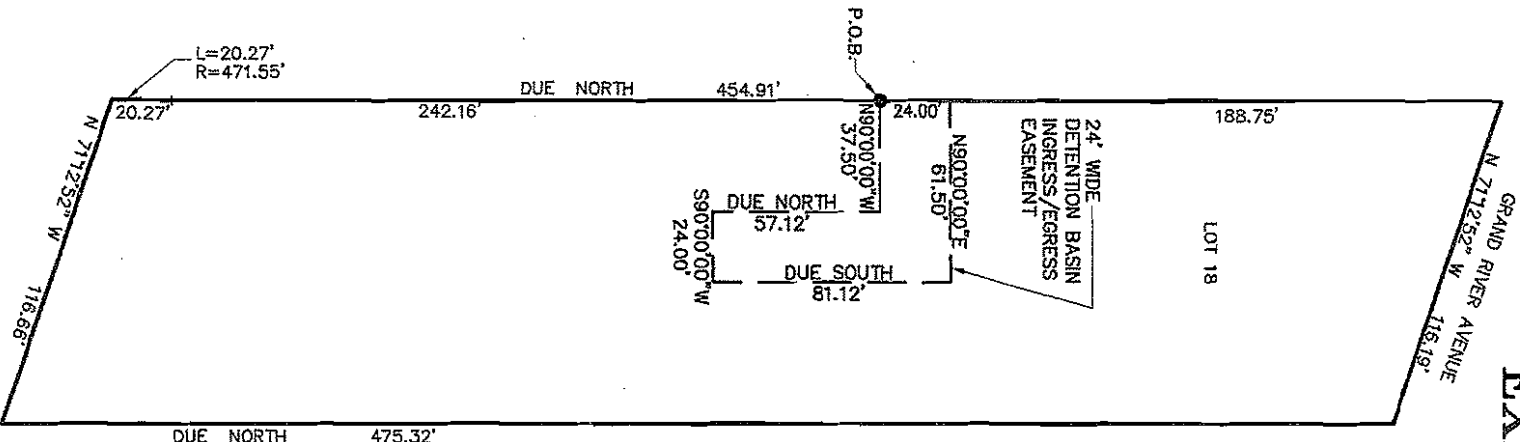 L=20.27'
R=471.55'
20.27'
242.16'
DUE NORTH 454.91'
P.O.B.
24.00'
188.75'
N90°00'00"W
37.50'
N90°00'00"E
61.50'
24' WIDE
DETENTION BASIN
INGRESS/EGRESS
EASEMENT
DUE NORTH
57.12'
S90°00'00"W
24.00'
DUE SOUTH
81.12'
LOT 18
GRAND RIVER AVENUE
N 71°12'52" W 116.19'
N 71°12'52" W 116.66'
DUE NORTH 475.32'